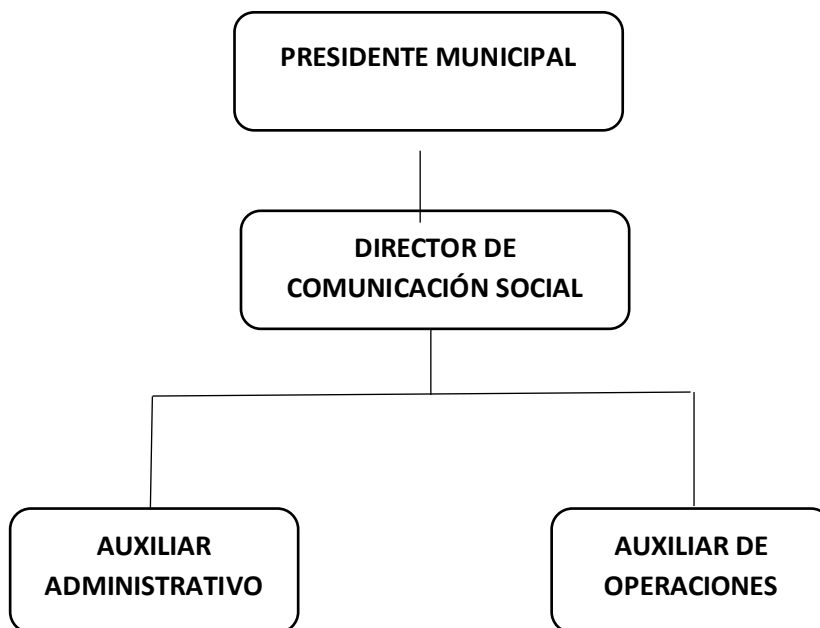 PRESIDENTE MUNICIPAL
DIRECTOR DE
COMUNICACIÓN SOCIAL
AUXILIAR
ADMINISTRATIVO
AUXILIAR DE
OPERACIONES